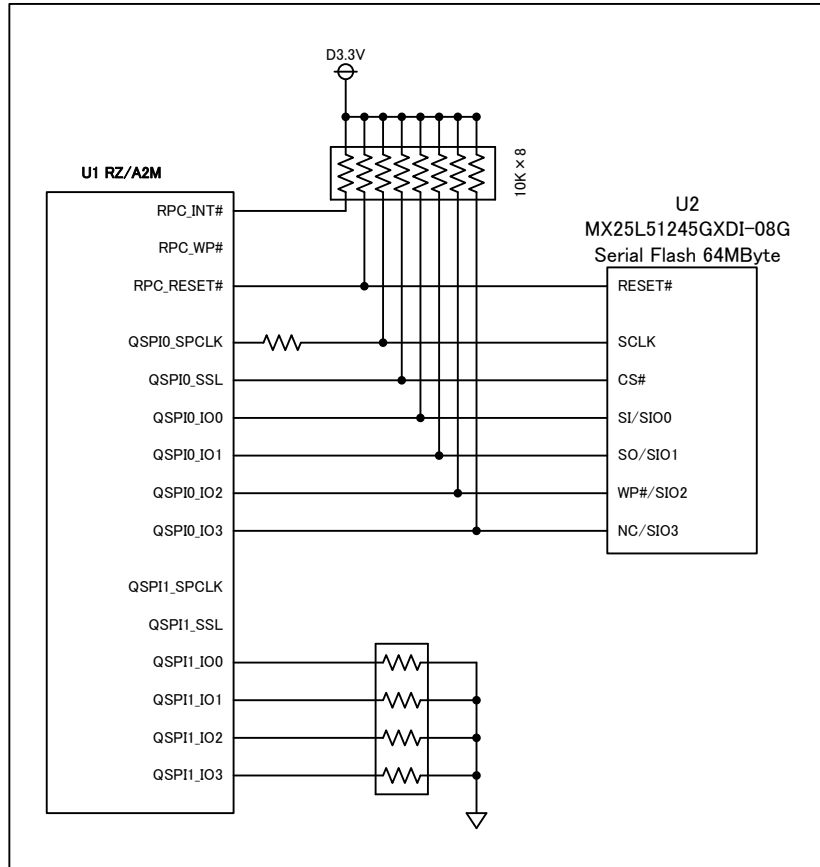 D3.3V
10K×8
U1 RZ/A2M
RPC_INT#
RPC_WP#
RPC_RESET#
QSPI0_SPCLK
QSPI0_SSL
QSPI0_IO0
QSPI0_IO1
QSPI0_IO2
QSPI0_IO3
QSPI1_SPCLK
QSPI1_SSL
QSPI1_IO0
QSPI1_IO1
QSPI1_IO2
QSPI1_IO3
U2
MX25L51245GXDI-08G
Serial Flash 64MByte
RESET#
SCLK
CS#
SI/SIO0
SO/SIO1
WP#/SIO2
NC/SIO3